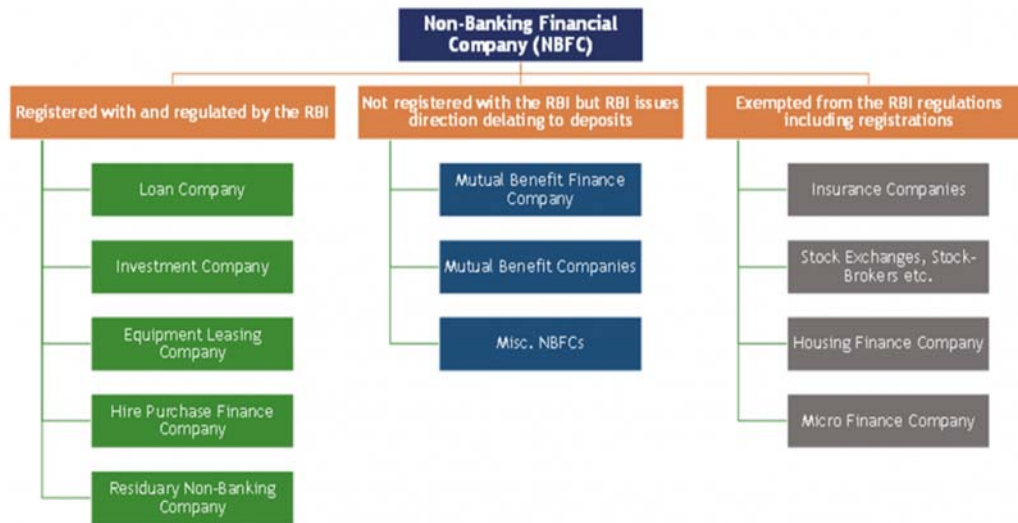 Non-Banking Financial
Company (NBFC)
Registered with and regulated by the RBI
Not registered with the RBI but RBI issues
direction delating to deposits
Exempted from the RBI regulations
including registrations
Loan Company
Investment Company
Equipment Leasing
Company
Hire Purchase Finance
Company
Residuary Non-Banking
Company
Mutual Benefit Finance
Company
Mutual Benefit Companies
Misc. NBFCs
Insurance Companies
Stock Exchanges, Stock-
Brokers etc.
Housing Finance Company
Micro Finance Company